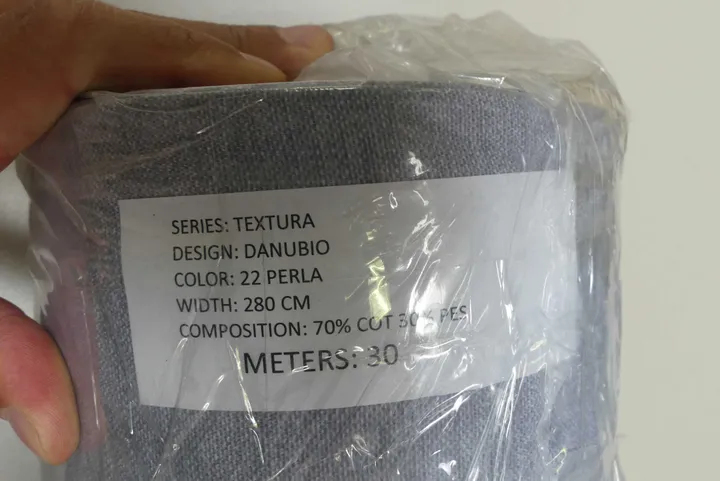 SERIES: TEXTURA
DESIGN: DANUBIO
COLOR: 22 PERLA
WIDTH: 280 CM
COMPOSITION: 70% COT 30% PES
METERS: 30